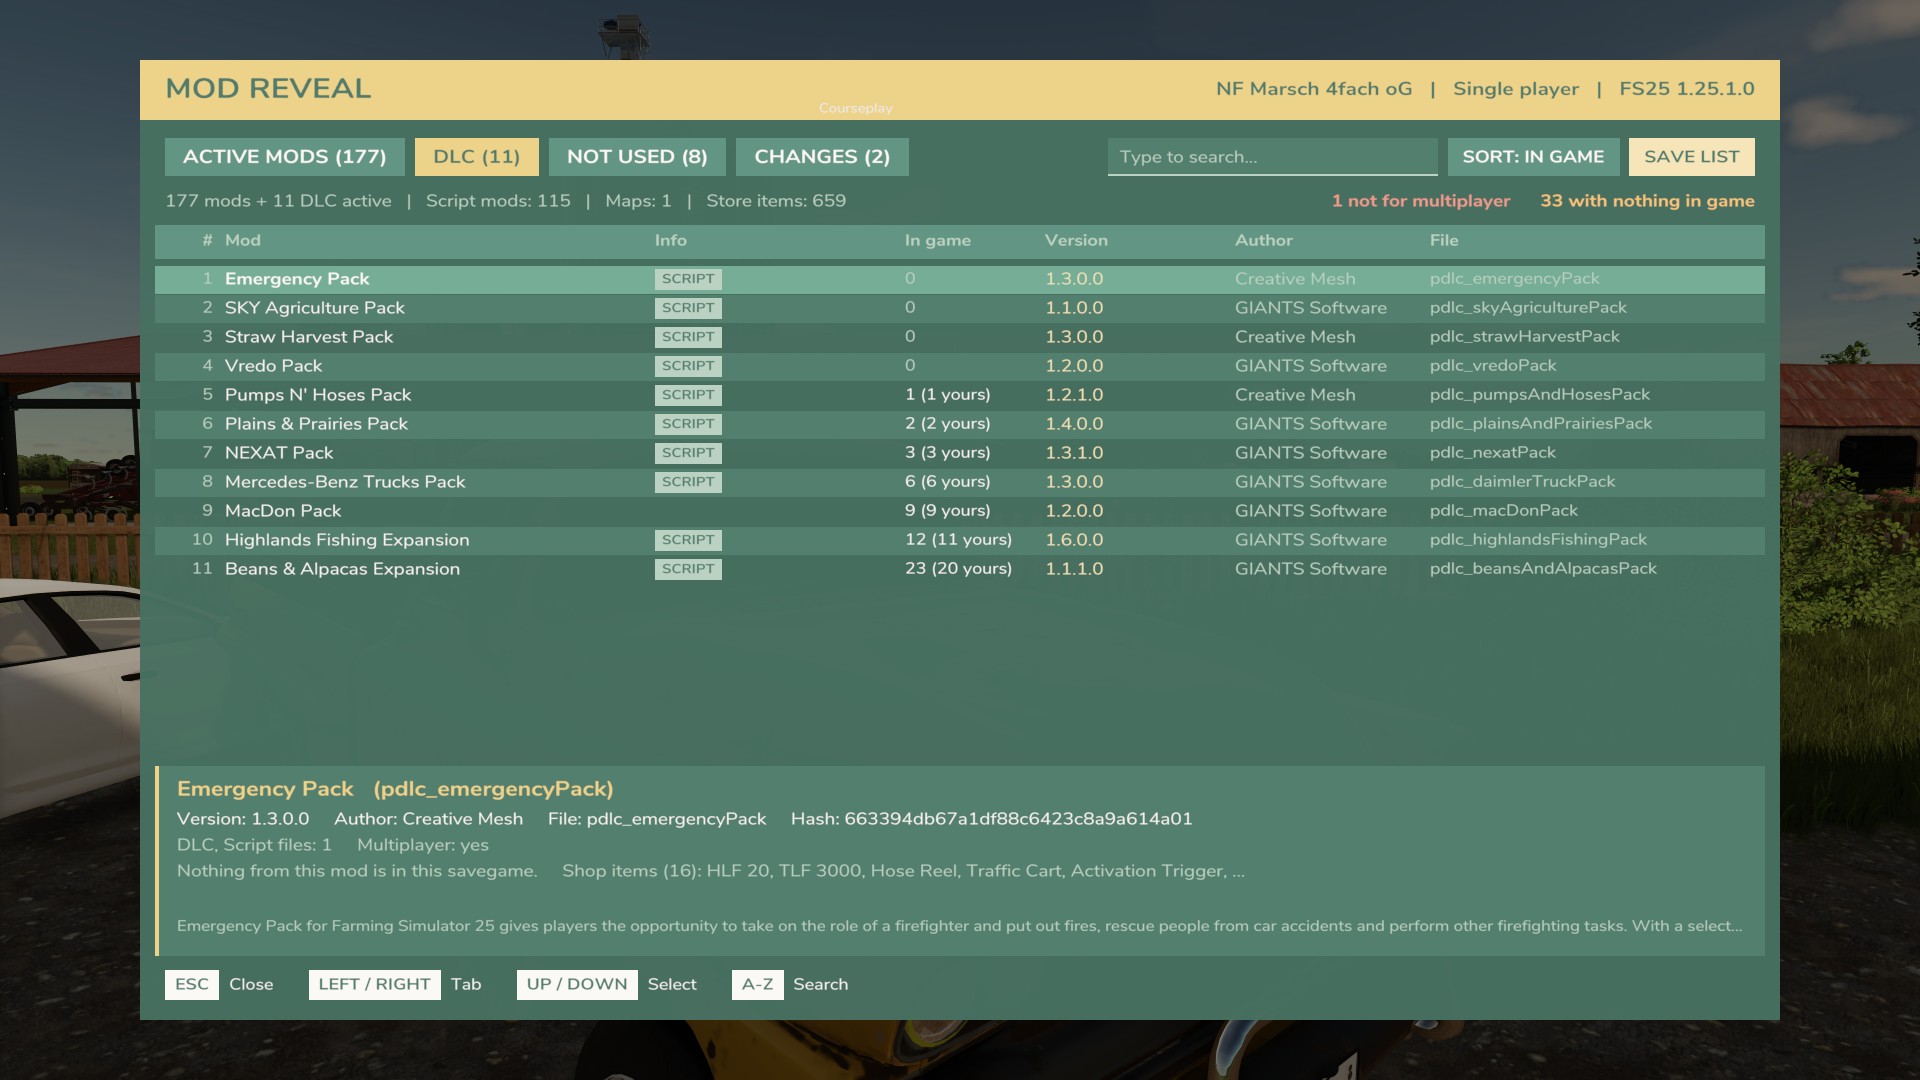 MOD REVEAL
NF Marsch 4fach oG | Single player | FS25 1.25.1.0
Courseplay
ACTIVE MODS (177) DLC (11) NOT USED (8) CHANGES (2) Type to search... SORT: IN GAME SAVE LIST
177 mods + 11 DLC active | Script mods: 115 | Maps: 1 | Store items: 659 1 not for multiplayer 33 with nothing in game
# Mod Info In game Version Author File
1 Emergency Pack SCRIPT 0 1.3.0.0 Creative Mesh pdlc_emergencyPack
2 SKY Agriculture Pack SCRIPT 0 1.1.0.0 GIANTS Software pdlc_skyAgriculturePack
3 Straw Harvest Pack SCRIPT 0 1.3.0.0 Creative Mesh pdlc_strawHarvestPack
4 Vredo Pack SCRIPT 0 1.2.0.0 GIANTS Software pdlc_vredoPack
5 Pumps N' Hoses Pack SCRIPT 1 (1 yours) 1.2.1.0 Creative Mesh pdlc_pumpsAndHosesPack
6 Plains & Prairies Pack SCRIPT 2 (2 yours) 1.4.0.0 GIANTS Software pdlc_plainsAndPrairiesPack
7 NEXAT Pack SCRIPT 3 (3 yours) 1.3.1.0 GIANTS Software pdlc_nexatPack
8 Mercedes-Benz Trucks Pack SCRIPT 6 (6 yours) 1.3.0.0 GIANTS Software pdlc_daimlerTruckPack
9 MacDon Pack 9 (9 yours) 1.2.0.0 GIANTS Software pdlc_macDonPack
10 Highlands Fishing Expansion SCRIPT 12 (11 yours) 1.6.0.0 GIANTS Software pdlc_highlandsFishingPack
11 Beans & Alpacas Expansion SCRIPT 23 (20 yours) 1.1.1.0 GIANTS Software pdlc_beansAndAlpacasPack
Emergency Pack (pdlc_emergencyPack)
Version: 1.3.0.0 Author: Creative Mesh File: pdlc_emergencyPack Hash: 663394db67a1df88c6423c8a9a614a01
DLC, Script files: 1 Multiplayer: yes
Nothing from this mod is in this savegame. Shop items (16): HLF 20, TLF 3000, Hose Reel, Traffic Cart, Activation Trigger, ...
Emergency Pack for Farming Simulator 25 gives players the opportunity to take on the role of a firefighter and put out fires, rescue people from car accidents and perform other firefighting tasks. With a select...
ESC Close LEFT / RIGHT Tab UP / DOWN Select A-Z Search